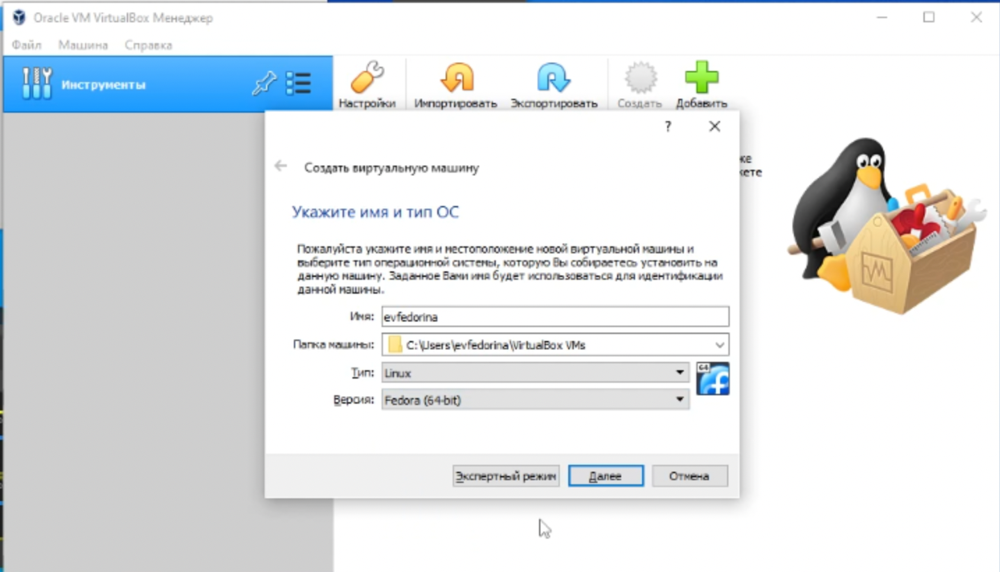 Oracle VM VirtualBox Менеджер
Файл Машина Справка
Инструменты
Настройки Импортировать Экспортировать Создать Добавить
?
Создать виртуальную машину
Укажите имя и тип ОС
Пожалуйста укажите имя и местоположение новой виртуальной машины и
выберите тип операционной системы, которую Вы собираетесь установить на
данную машину. Заданное Вами имя будет использоваться для идентификации
данной машины.
Имя: evfedorina
Папка машины: C:\Users\evfedorina\VirtualBox VMs
Тип: Linux
64
Версия: Fedora (64-bit)
Экспертный режим Далее Отмена